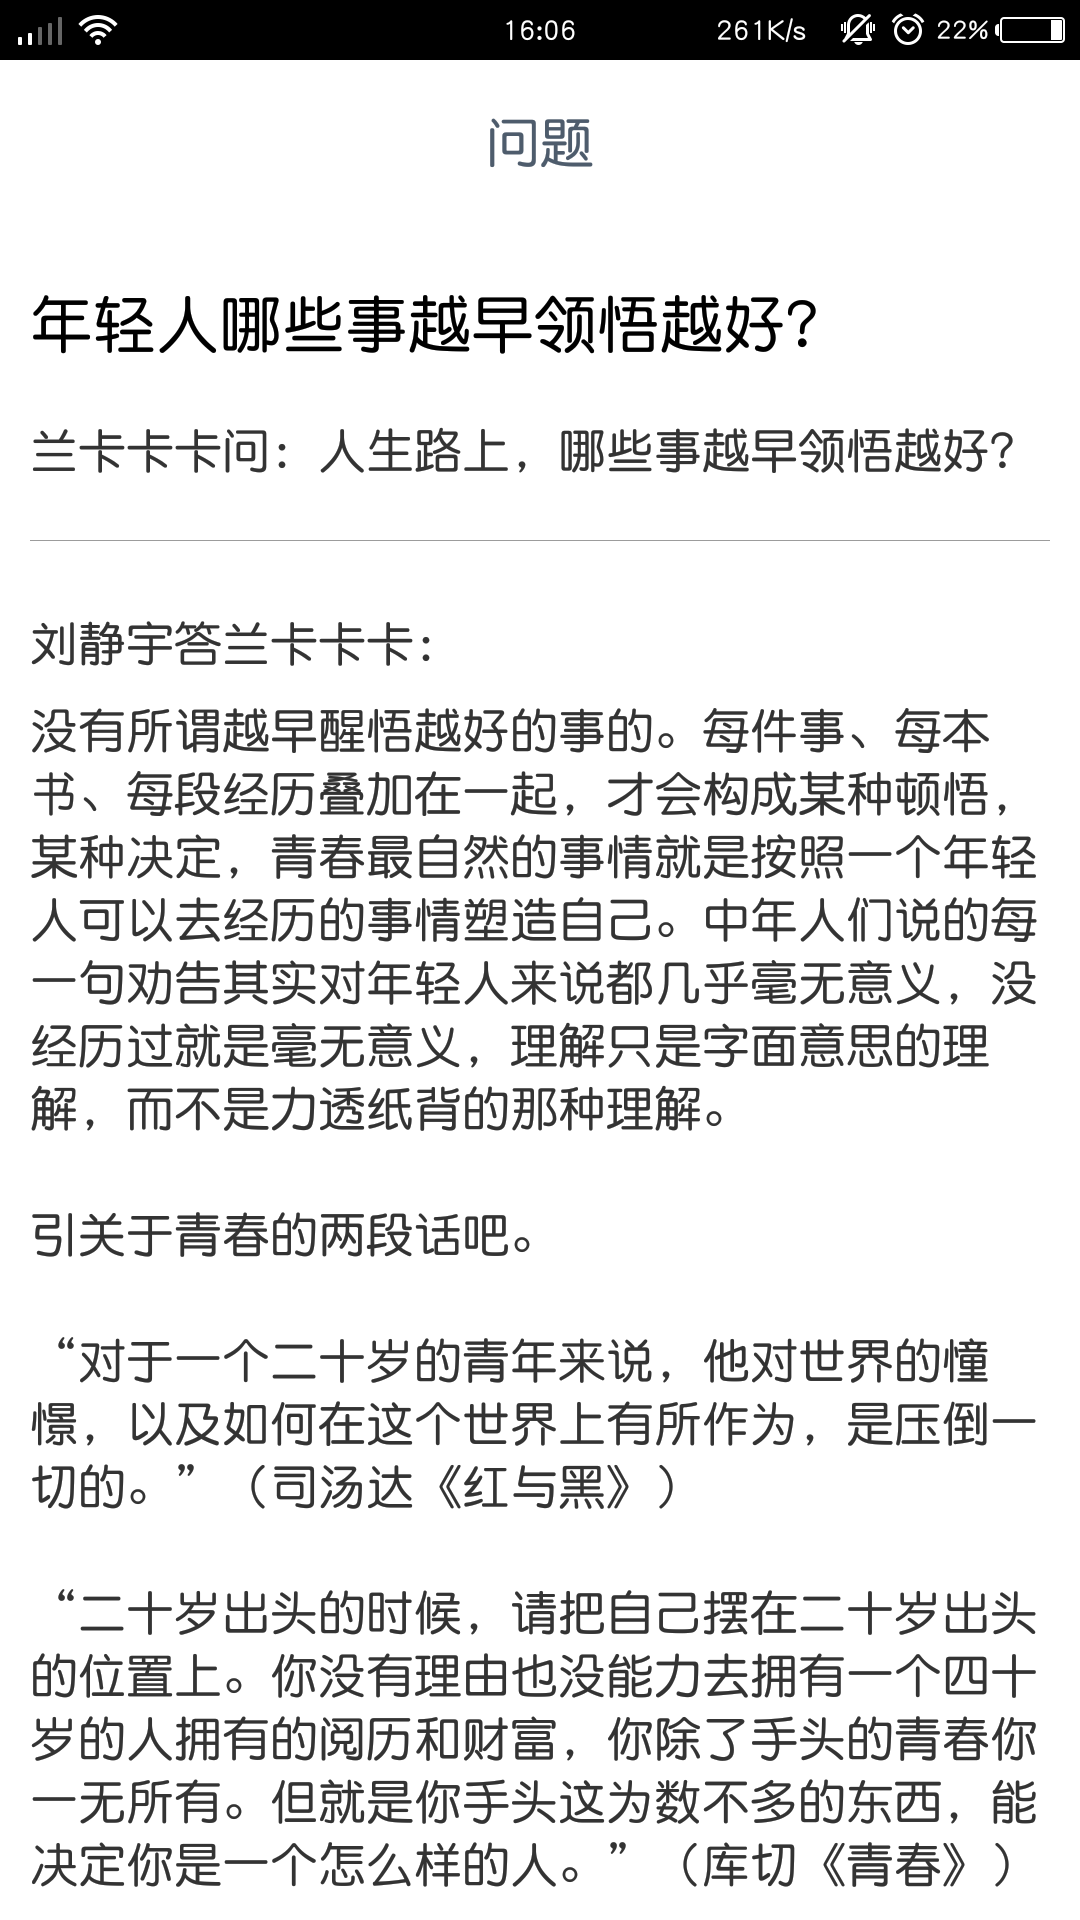 16:06 261K/s 22%
问题
年轻人哪些事越早领悟越好?
兰卡卡卡问：人生路上，哪些事越早领悟越好?
刘静宇答兰卡卡卡：
没有所谓越早醒悟越好的事的。每件事、每本
书、每段经历叠加在一起，才会构成某种顿悟，
某种决定，青春最自然的事情就是按照一个年轻
人可以去经历的事情塑造自己。中年人们说的每
一句劝告其实对年轻人来说都几乎毫无意义，没
经历过就是毫无意义，理解只是字面意思的理
解，而不是力透纸背的那种理解。
引关于青春的两段话吧。
“对于一个二十岁的青年来说，他对世界的憧
憬，以及如何在这个世界上有所作为，是压倒一
切的。”（司汤达《红与黑》）
“二十岁出头的时候，请把自己摆在二十岁出头
的位置上。你没有理由也没能力去拥有一个四十
岁的人拥有的阅历和财富，你除了手头的青春你
一无所有。但就是你手头这为数不多的东西，能
决定你是一个怎么样的人。”（库切《青春》）